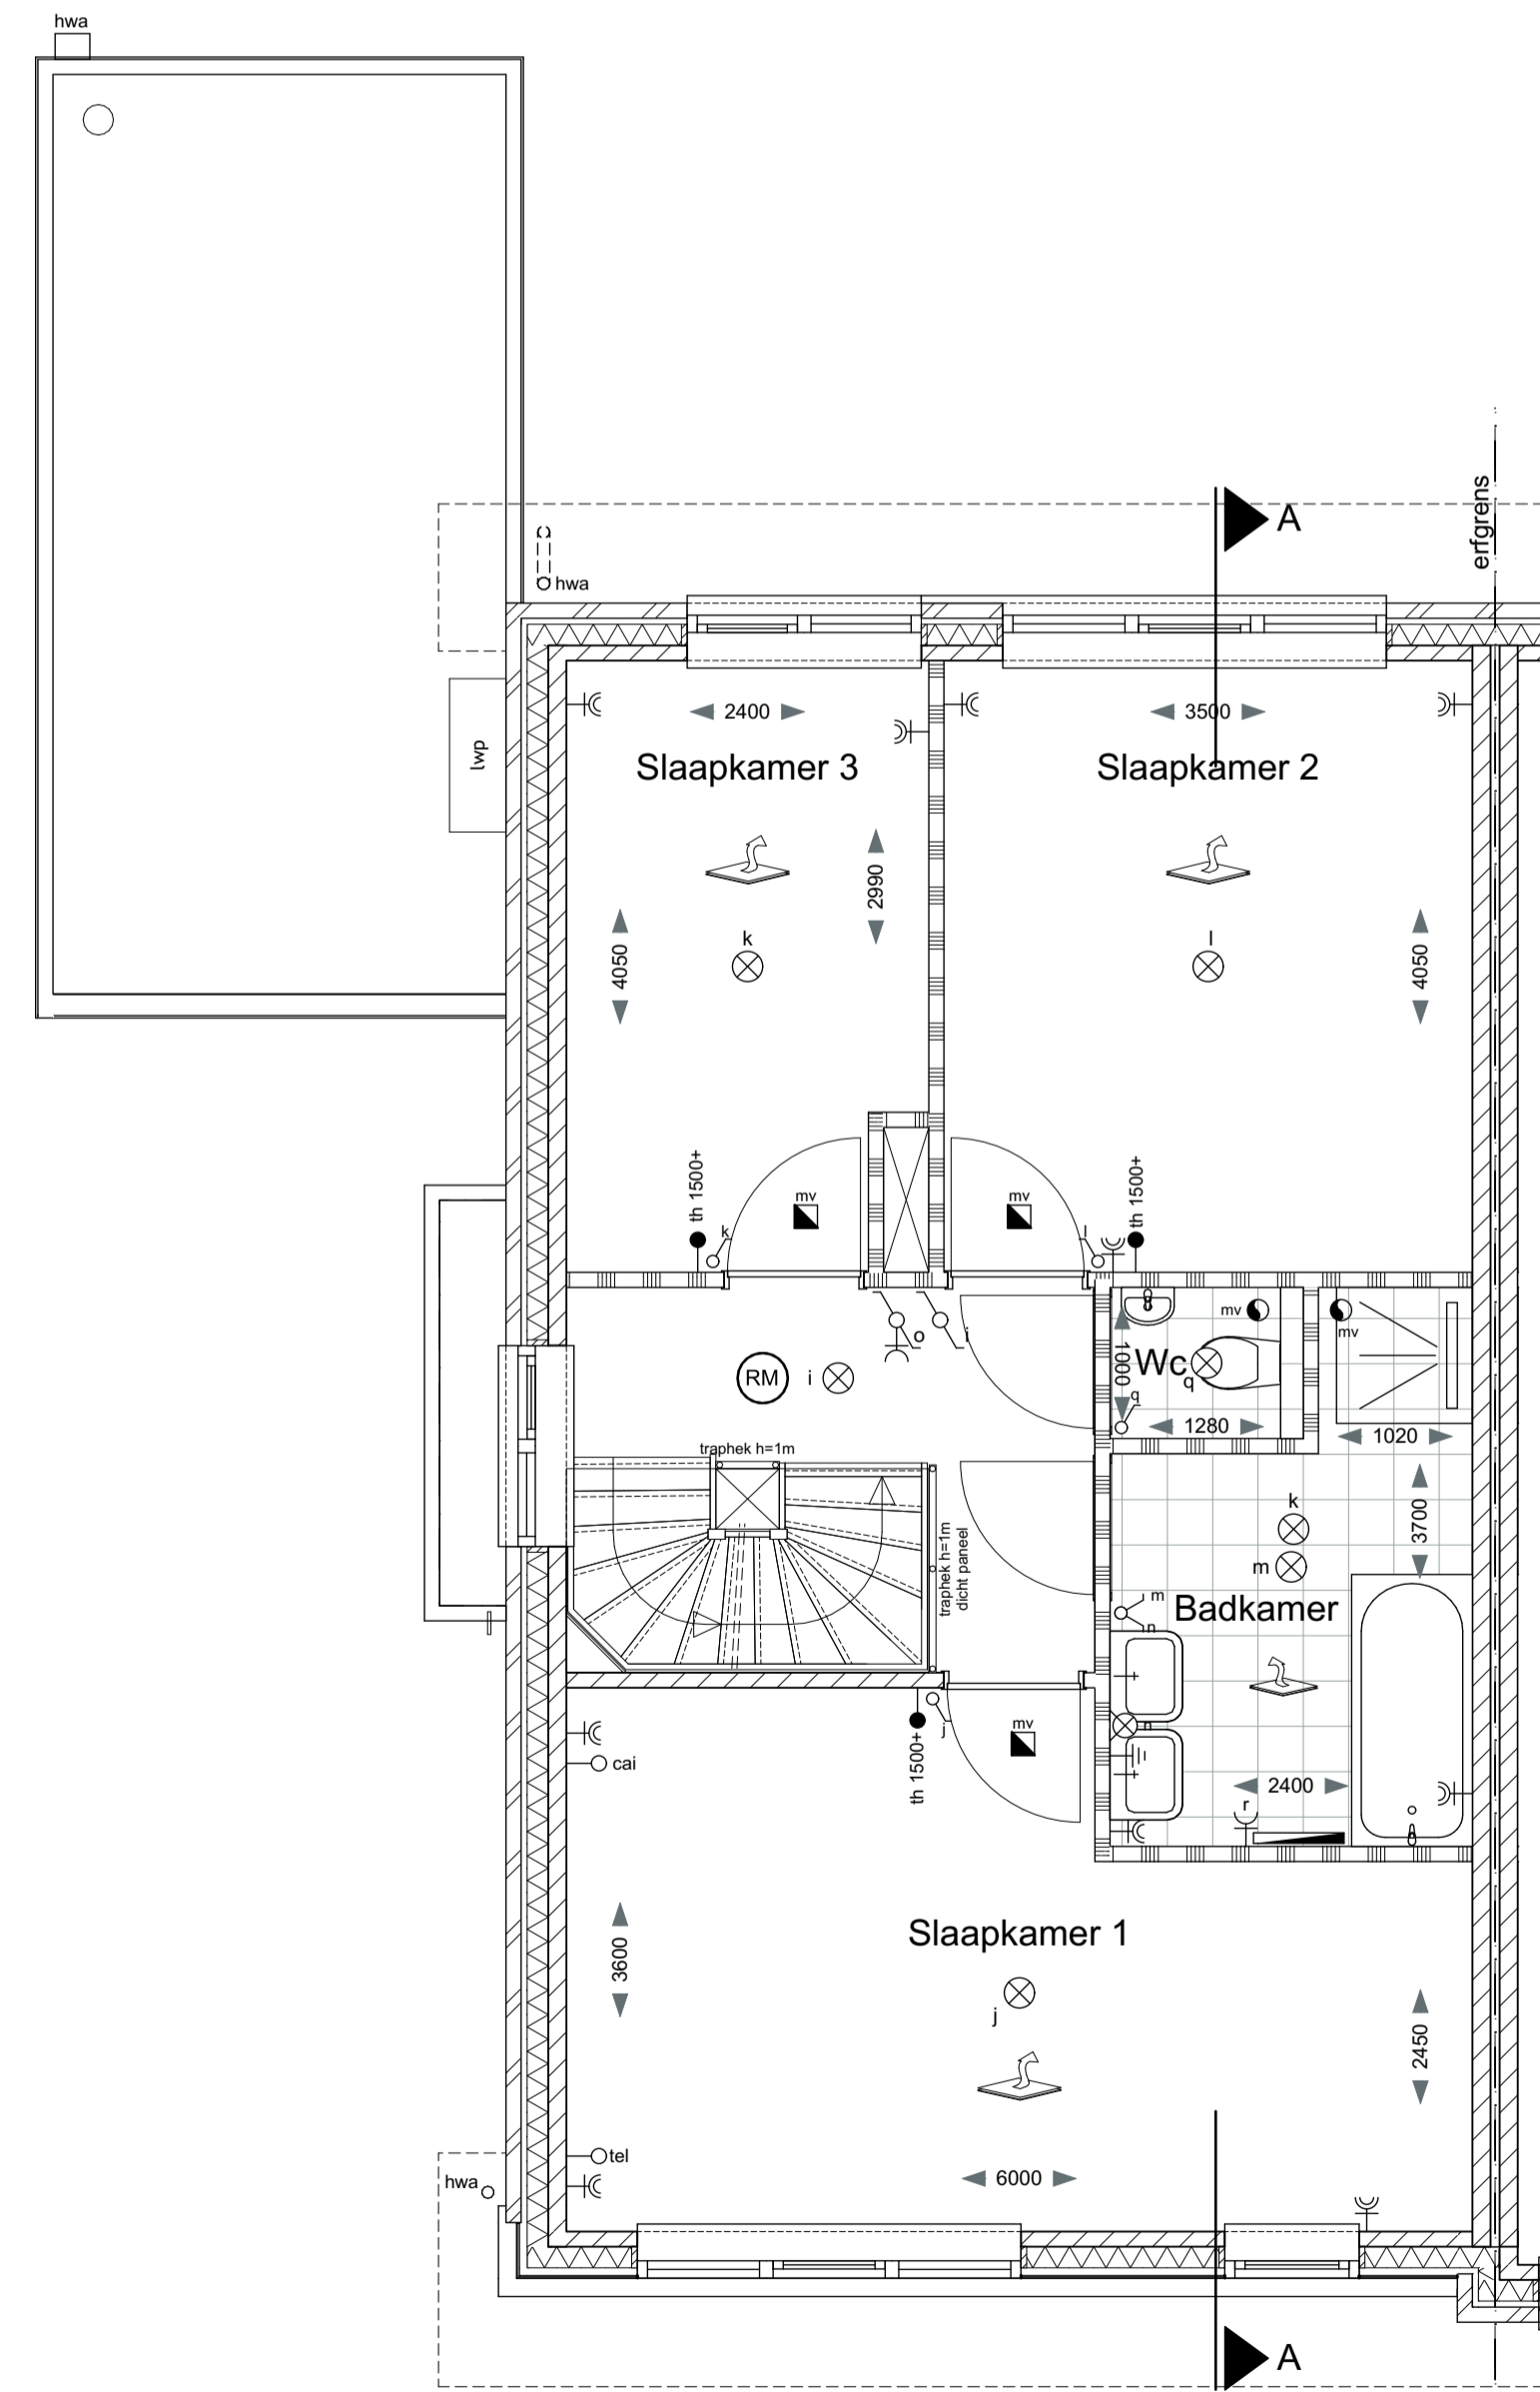 hwa
erfgrens
A
hwa
lwp
2400
3500
Slaapkamer 3
Slaapkamer 2
2990
k
l
4050
4050
th 1500+
th 1500+
mv
mv
k
l
mv
mv
o
i
1000
Wc
q
RM
i
q
1280
1020
traphek h=1m
k
3700
traphek h=1m
dicht paneel
m
m
Badkamer
n
n
j
mv
th 1500+
cai
2400
r
Slaapkamer 1
3600
j
2450
tel
6000
hwa
A